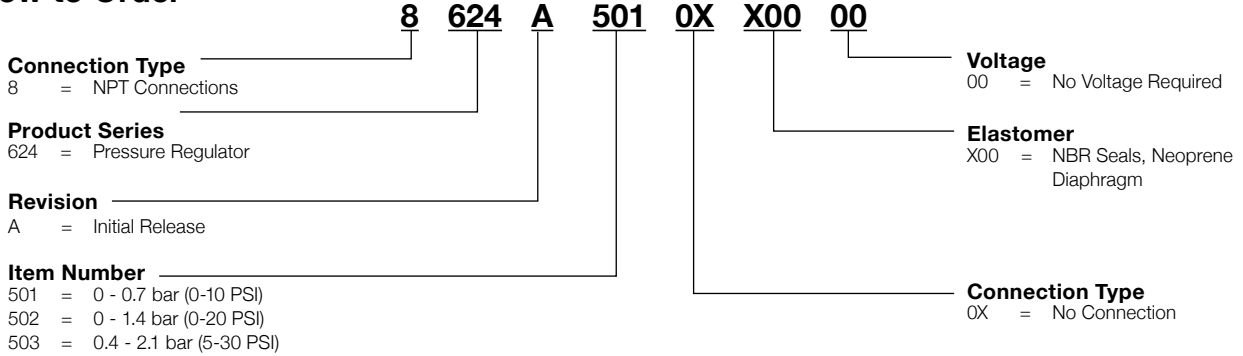 8 624 A 501 0X X00 00
Connection Type
8 = NPT Connections
Product Series
624 = Pressure Regulator
Revision
A = Initial Release
Item Number
501 = 0 - 0.7 bar (0-10 PSI)
502 = 0 - 1.4 bar (0-20 PSI)
503 = 0.4 - 2.1 bar (5-30 PSI)
Voltage
00 = No Voltage Required
Elastomer
X00 = NBR Seals, Neoprene
Diaphragm
Connection Type
0X = No Connection